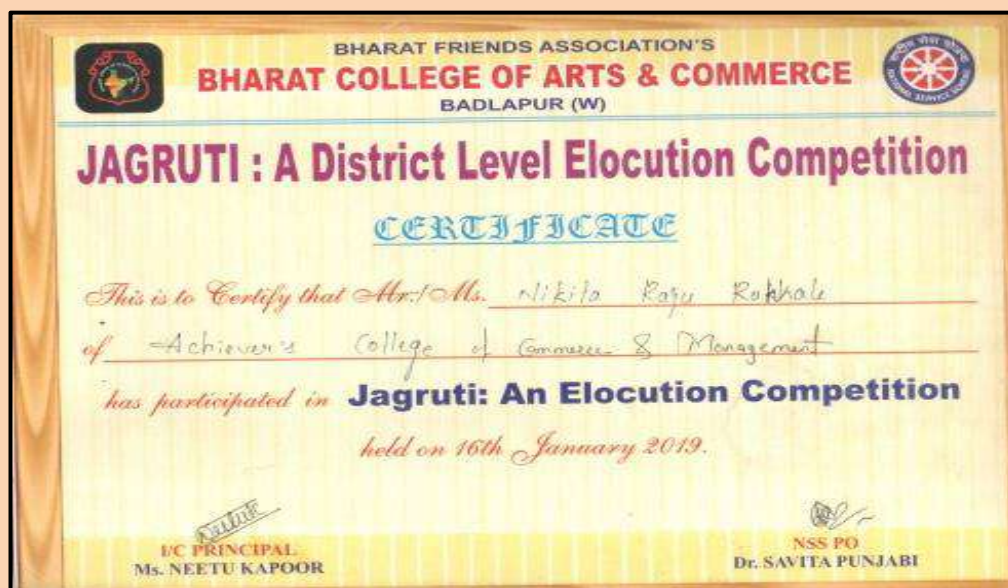 BHARAT FRIENDS ASSOCIATION'S
BHARAT COLLEGE OF ARTS & COMMERCE
BADLAPUR (W)
JAGRUTI : A District Level Elocution Competition
CERTIFICATE
This is to Certify that Mr./Ms. Nikita Raju
of Achiever's College of Commerce & Management
has participated in Jagruti: An Elocution Competition
held on 16th January 2019.
I/C PRINCIPAL
Ms. NEETU KAPOOR
NSS PO
Dr. SAVITA PUNJABI